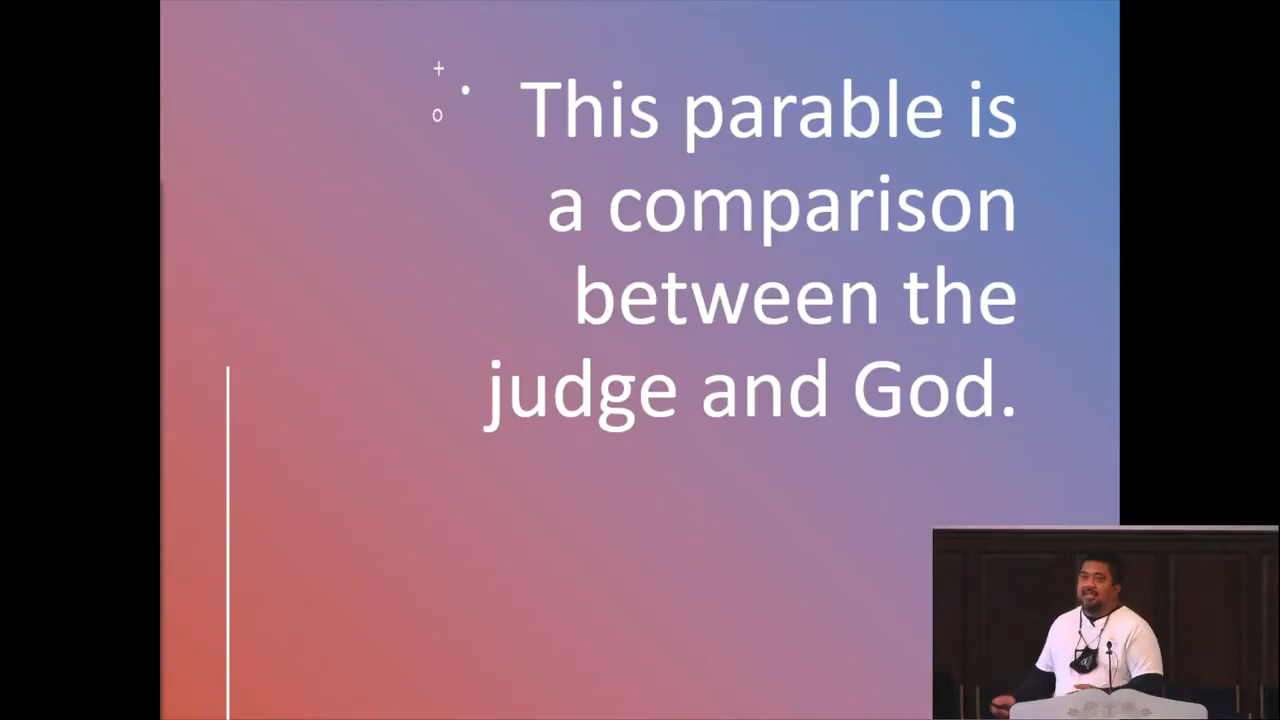 This parable is
a comparison
between the
judge and God.